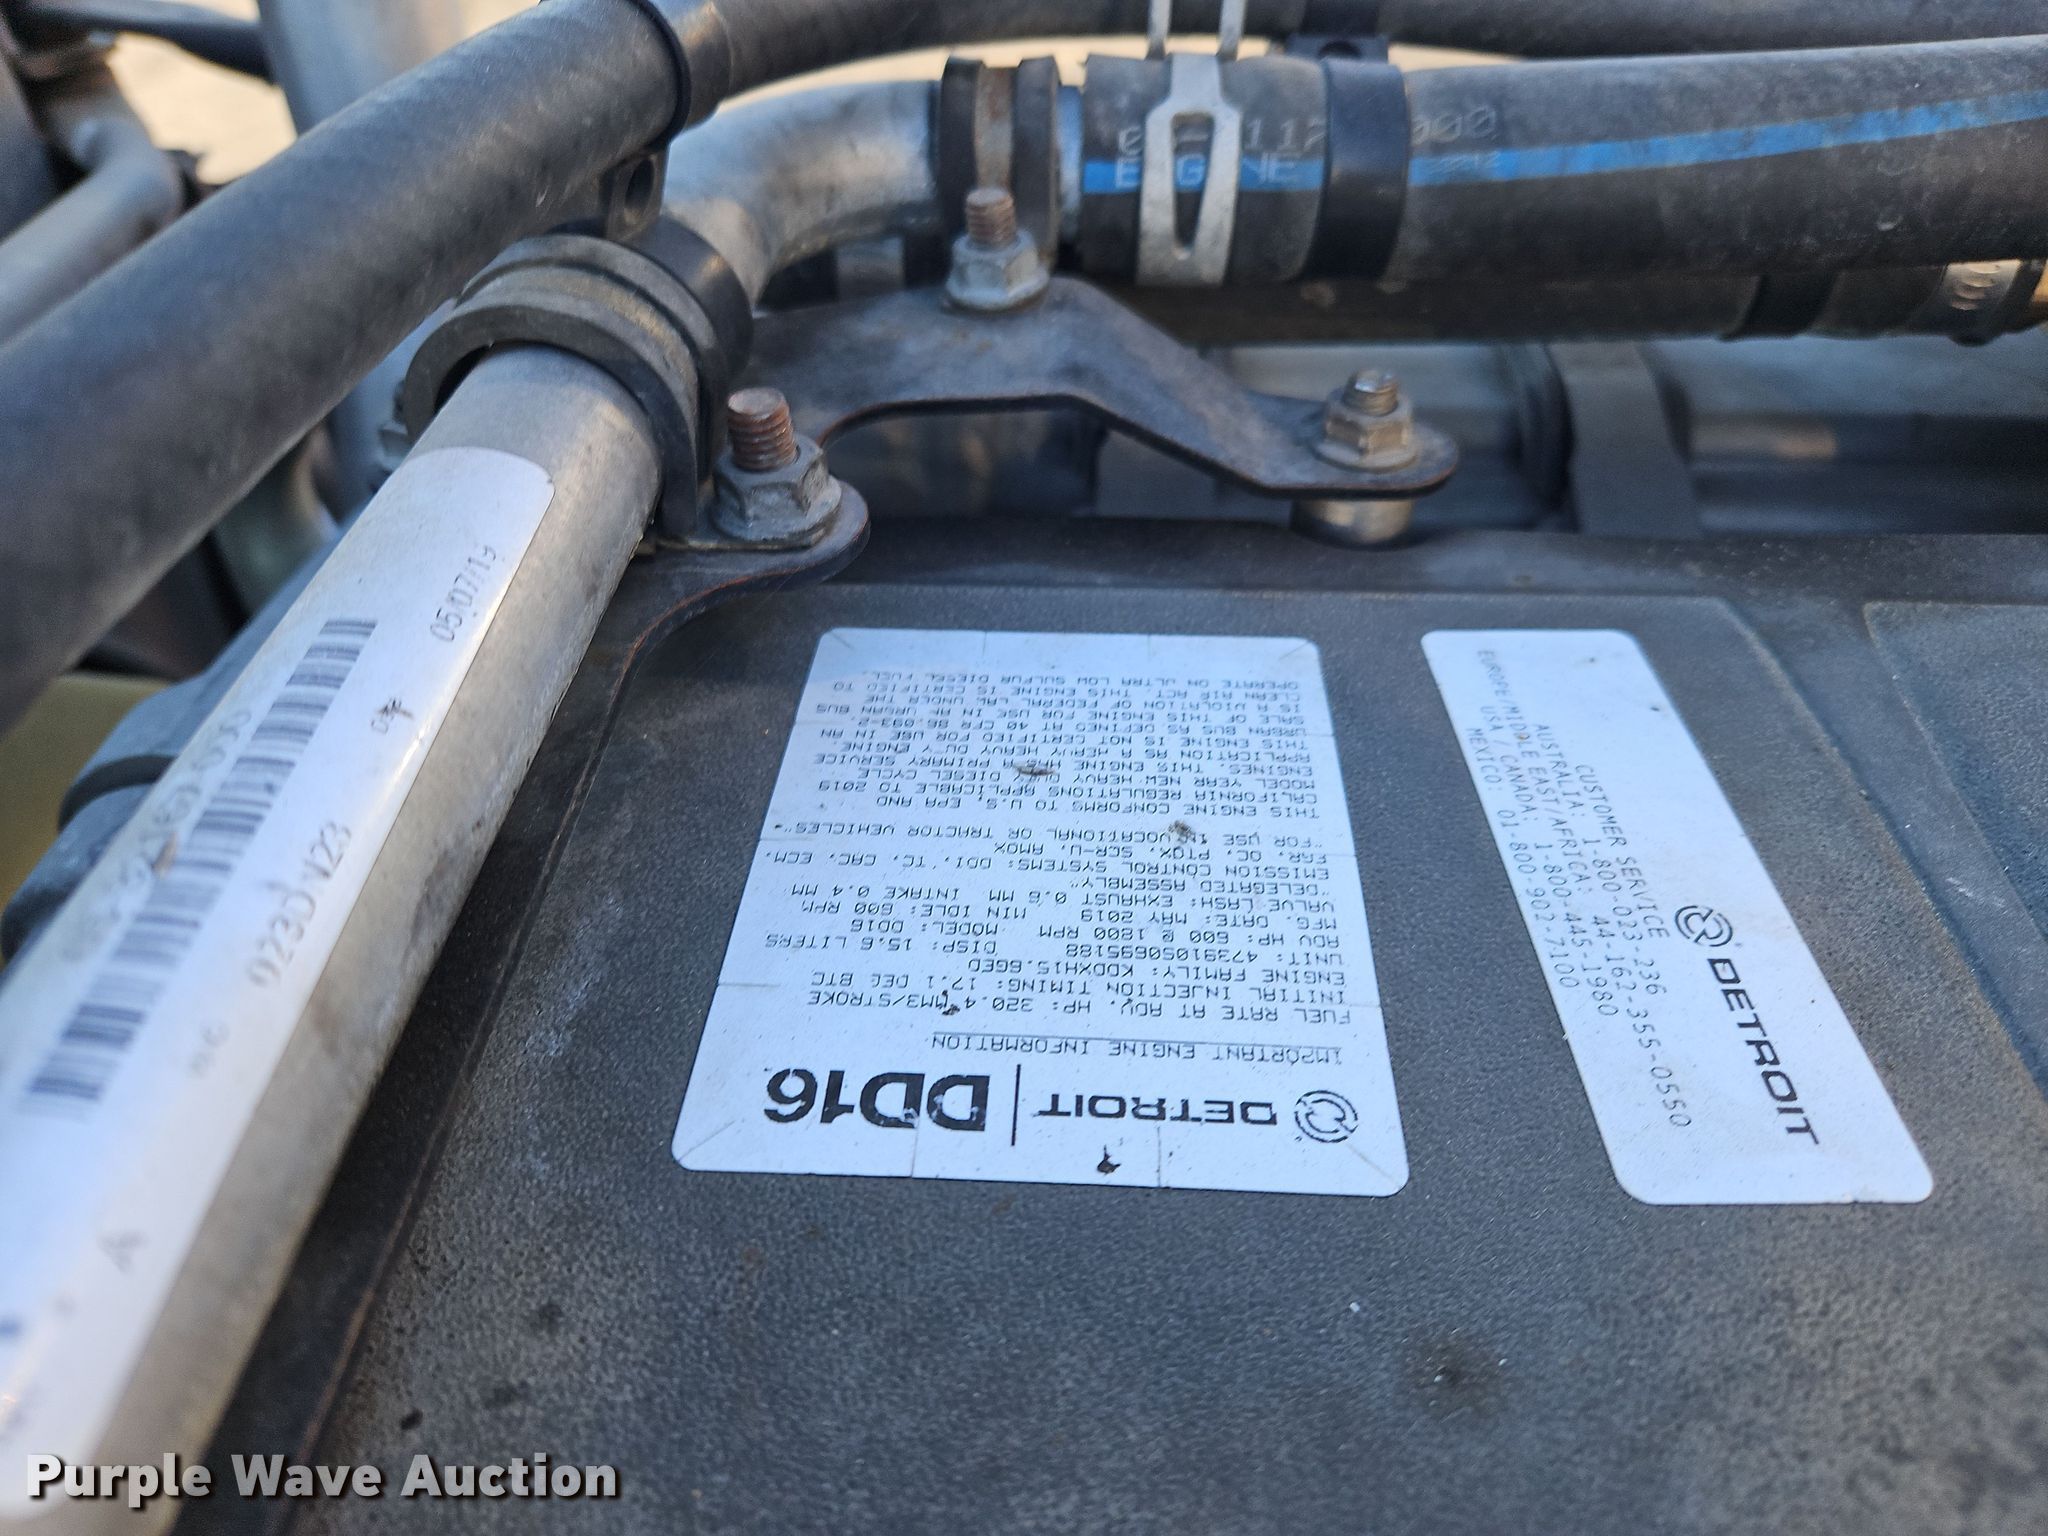 DETROIT | DD16
IMPORTANT ENGINE INFORMATION
FUEL RATE AT ADV. HP: 320.4 MM3/STROKE
INITIAL INJECTION TIMING: 17.1 DEG BTC
ENGINE FAMILY: KDDXH15.6GED
UNIT: 473910S0695188 DISP: 15.6 LITERS
ADV HP: 600 @ 1800 RPM MODEL: DD16
MFG. DATE: MAY 2019 MIN IDLE: 600 RPM
VALVE LASH: EXHAUST 0.6 MM INTAKE 0.4 MM
"DELEGATED ASSEMBLY"
EMISSION CONTROL SYSTEMS: DDI, TC, CAC, ECM,
EGR, OC, PTOX, SCR-U, AMOX
"FOR USE IN VOCATIONAL OR TRACTOR VEHICLES"
THIS ENGINE CONFORMS TO U.S. EPA AND
CALIFORNIA REGULATIONS APPLICABLE TO 2019
MODEL YEAR NEW HEAVY DUTY DIESEL CYCLE
ENGINES. THIS ENGINE HAS A PRIMARY SERVICE
APPLICATION AS A HEAVY HEAVY DUTY ENGINE.
THIS ENGINE IS NOT CERTIFIED FOR USE IN AN
URBAN BUS AS DEFINED AT 40 CFR 86.093-2.
SALE OF THIS ENGINE FOR USE IN AN URBAN BUS
IS A VIOLATION OF FEDERAL LAW UNDER THE
CLEAN AIR ACT. THIS ENGINE IS CERTIFIED TO
OPERATE ON ULTRA LOW SULFUR DIESEL FUEL
DETROIT
CUSTOMER SERVICE
AUSTRALIA: 1-800-023-236
EUROPE/MIDDLE EAST/AFRICA: 44-162-355-0550
USA / CANADA: 1-800-445-1980
MEXICO: 01-800-902-7100
05/07/19
ENGINE
Purple Wave Auction